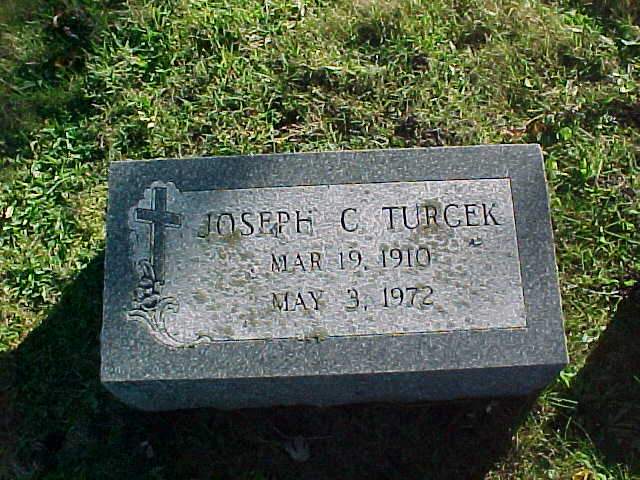 JOSEPH C TURCEK
MAR 19, 1910
MAY 3, 1972